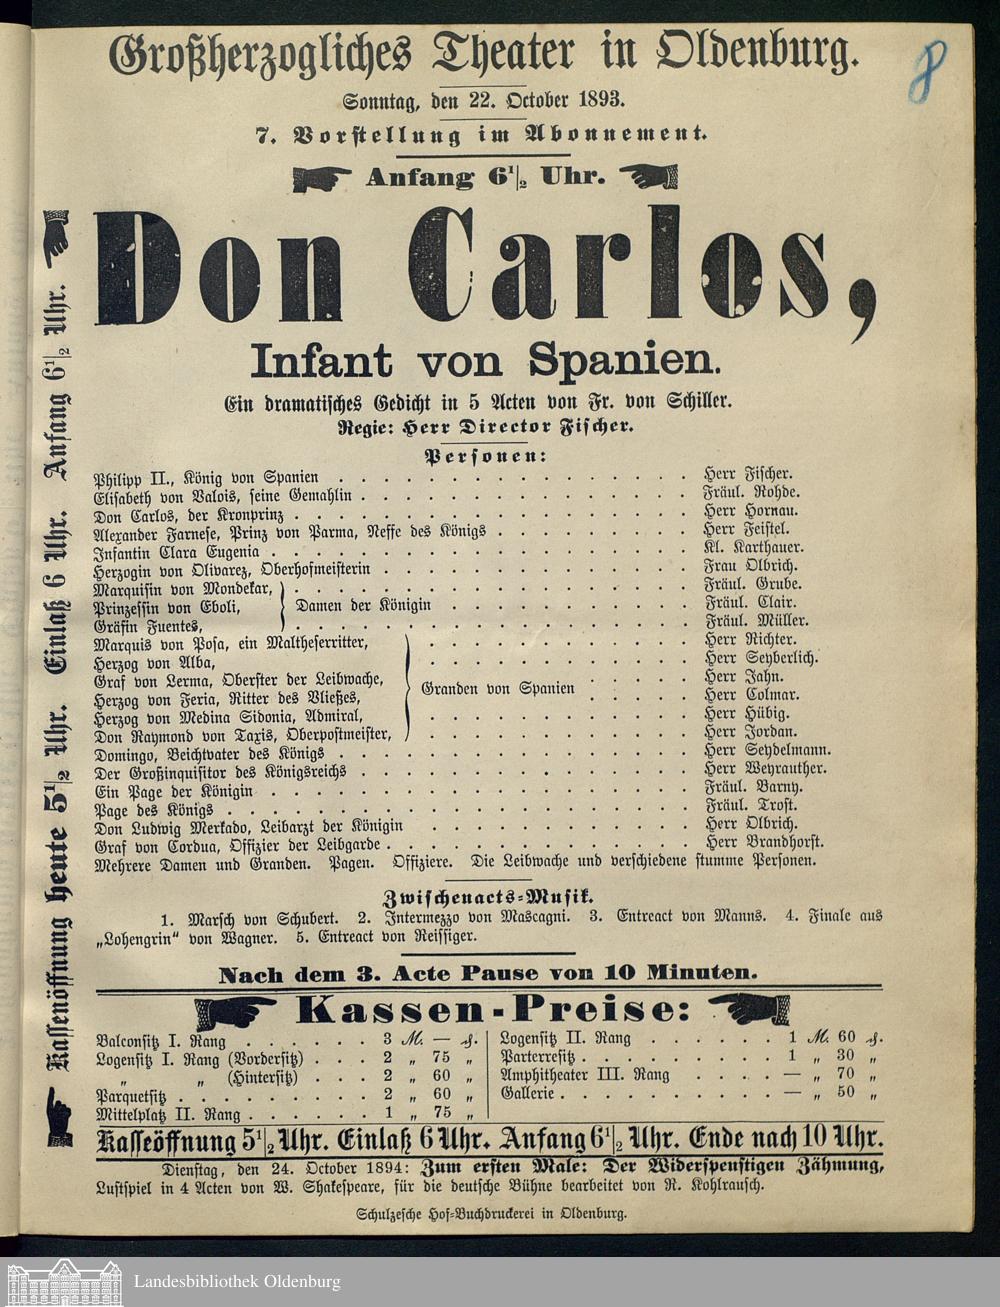 8
Großherzogliches Theater in Oldenburg.
Sonntag, den 22. October 1893.
7. Vorstellung im Abonnement.
Anfang 6 1/2 Uhr.
Don Carlos,
Infant von Spanien.
Ein dramatisches Gedicht in 5 Acten von Fr. von Schiller.
Regie: Herr Director Fischer.
Personen:
Philipp II., König von Spanien . . . . . . . . . . . . . Herr Fischer.
Elisabeth von Valois, seine Gemahlin . . . . . . . . . . . . Fräul. Rohde.
Don Carlos, der Kronprinz . . . . . . . . . . . . . . Herr Hornau.
Alexander Farnese, Prinz von Parma, Neffe des Königs . . . . . . . Herr Feistel.
Infantin Clara Eugenia . . . . . . . . . . . . . . . Kl. Karthauer.
Herzogin von Olivarez, Oberhofmeisterin . . . . . . . . . . . Frau Olbrich.
Marquisin von Mondekar, . . . . . . . . . . . . . . Fräul. Grube.
Prinzessin von Eboli, } Damen der Königin . . . . . . . . . Fräul. Clair.
Gräfin Fuentes, . . . . . . . . . . . . . . Fräul. Müller.
Marquis von Posa, ein Maltheserritter, . . . . . . . . . . Herr Richter.
Herzog von Alba, . . . . . . . . . . Herr Seyberlich.
Graf von Lerma, Oberster der Leibwache, } Granden von Spanien . . . . Herr Jahn.
Herzog von Feria, Ritter des Vließes, . . . . Herr Colmar.
Herzog von Medina Sidonia, Admiral, . . . . . . . . . . Herr Hübig.
Don Raymond von Taxis, Oberpostmeister, . . . . . . . . . . Herr Jordan.
Domingo, Beichtvater des Königs . . . . . . . . . . . . . Herr Seydelmann.
Der Großinquisitor des Königsreichs . . . . . . . . . . . . Herr Weyrauther.
Ein Page der Königin . . . . . . . . . . . . . . . Fräul. Barny.
Page des Königs . . . . . . . . . . . . . . . . . Fräul. Trost.
Don Ludwig Merkado, Leibarzt der Königin . . . . . . . . . . Herr Olbrich.
Graf von Cordua, Offizier der Leibgarde . . . . . . . . . . . Herr Brandhorst.
Mehrere Damen und Granden. Pagen. Offiziere. Die Leibwache und verschiedene stumme Personen.
Zwischenacts-Musik.
1. Marsch von Schubert. 2. Intermezzo von Mascagni. 3. Entreact von Manns. 4. Finale aus
„Lohengrin“ von Wagner. 5. Entreact von Reissiger.
Nach dem 3. Acte Pause von 10 Minuten.
Kassen-Preise:
Balconsitz I. Rang . . . . . . 3 M. — ₰.
Logensitz I. Rang (Vordersitz) . . . 2 „ 75 „
„ „ (Hintersitz) . . . 2 „ 60 „
Parquetsitz . . . . . . . . . 2 „ 60 „
Mittelplatz II. Rang . . . . . . 1 „ 75 „
Logensitz II. Rang . . . . . . 1 M. 60 ₰.
Parterresitz . . . . . . . . . 1 „ 30 „
Amphitheater III. Rang . . . . — „ 70 „
Gallerie . . . . . . . . . . — „ 50 „
Kasseöffnung 5 1/2 Uhr. Einlaß 6 Uhr. Anfang 6 1/2 Uhr. Ende nach 10 Uhr.
Dienstag, den 24. October 1894: Zum ersten Male: Der Widerspenstigen Zähmung,
Lustspiel in 4 Acten von W. Shakespeare, für die deutsche Bühne bearbeitet von R. Kohlrausch.
Schulzesche Hof-Buchdruckerei in Oldenburg.
Kassenöffnung heute 5 1/2 Uhr. Einlaß 6 Uhr. Anfang 6 1/2 Uhr.
Landesbibliothek Oldenburg